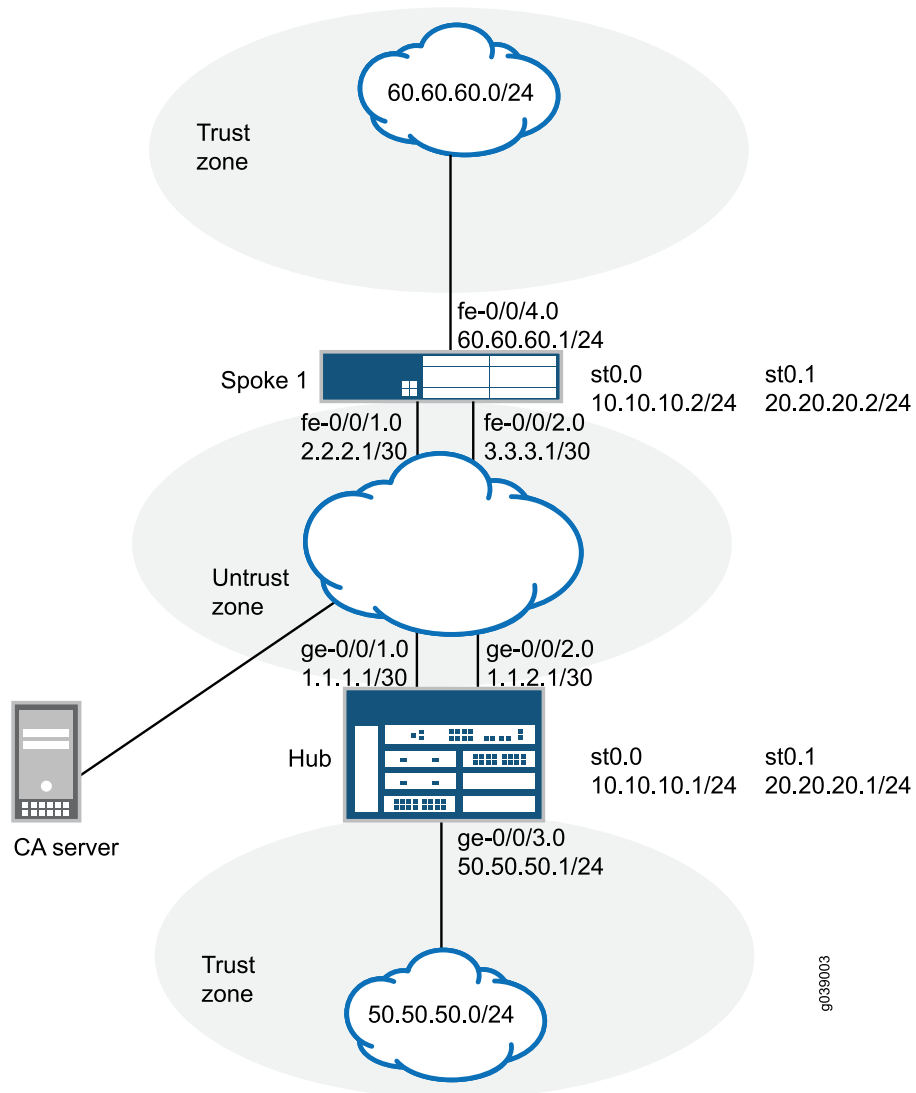 60.60.60.0/24
Trust
zone
fe-0/0/4.0
60.60.60.1/24
Spoke 1
st0.0
10.10.10.2/24
st0.1
20.20.20.2/24
fe-0/0/1.0
2.2.2.1/30
fe-0/0/2.0
3.3.3.1/30
Untrust
zone
ge-0/0/1.0
1.1.1.1/30
ge-0/0/2.0
1.1.2.1/30
Hub
st0.0
10.10.10.1/24
st0.1
20.20.20.1/24
CA server
ge-0/0/3.0
50.50.50.1/24
Trust
zone
50.50.50.0/24
g039003